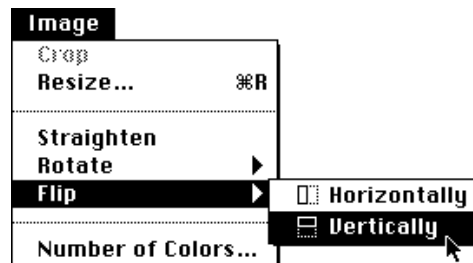 Image
Crop
Resize... ⌘R
Straighten
Rotate
Flip
Horizontally
Vertically
Number of Colors...